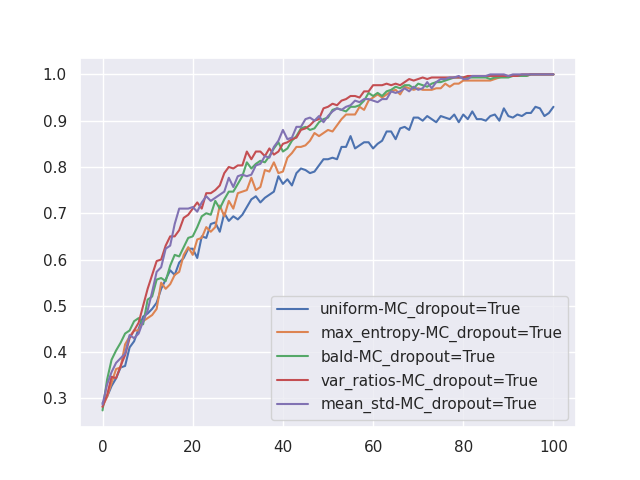 1.0
0.9
0.8
0.7
0.6
0.5
0.4
0.3
uniform-MC_dropout=True
max_entropy-MC_dropout=True
bald-MC_dropout=True
var_ratios-MC_dropout=True
mean_std-MC_dropout=True
0 20 40 60 80 100